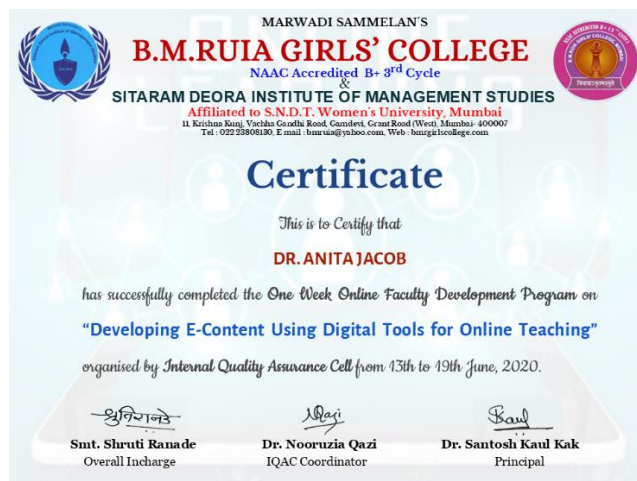 MARWADI SAMMELAN'S
B.M.RUIA GIRLS' COLLEGE
NAAC Accredited B+ 3rd Cycle
&
SITARAM DEORA INSTITUTE OF MANAGEMENT STUDIES
Affiliated to S.N.D.T. Women's University, Mumbai
11, Krishna Kunj, Vachha Gandhi Road, Gamdevi, Grant Road (West), Mumbai- 400007
Tel : 022 23808130, E mail : bmruia@yahoo.com, Web : bmrgirlscollege.com
Certificate
This is to Certify that
DR. ANITA JACOB
has successfully completed the One Week Online Faculty Development Program on
“Developing E-Content Using Digital Tools for Online Teaching”
organised by Internal Quality Assurance Cell from 13th to 19th June, 2020.
श्रुतिरानडे
Smt. Shruti Ranade
Dr. Nooruzia Qazi
Dr. Santosh Kaul Kak
Overall Incharge
IQAC Coordinator
Principal